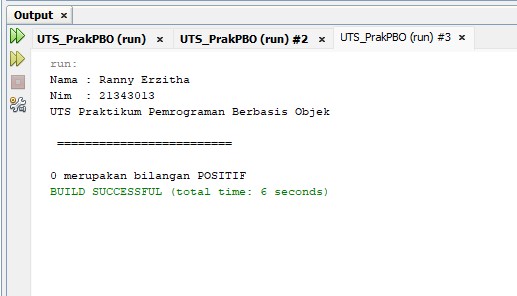 Output ×
UTS_PrakPBO (run) × UTS_PrakPBO (run) #2 × UTS_PrakPBO (run) #3 ×
run:
Nama : Ranny Erzitha
Nim  : 21343013
UTS Praktikum Pemrograman Berbasis Objek
=========================
0 merupakan bilangan POSITIF
BUILD SUCCESSFUL (total time: 6 seconds)